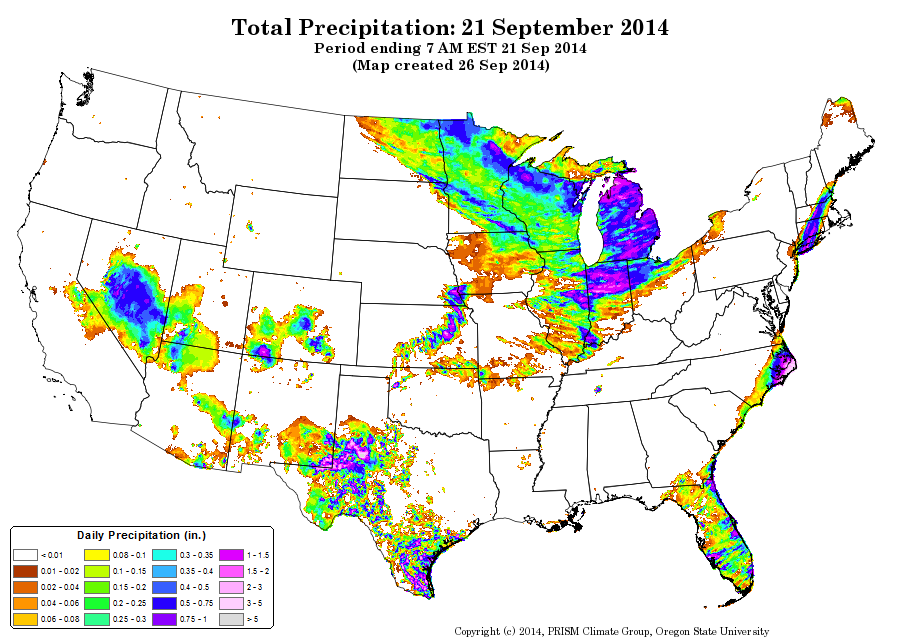 Total Precipitation: 21 September 2014
Period ending 7 AM EST 21 Sep 2014
(Map created 26 Sep 2014)
Daily Precipitation (in.)
< 0.01 0.08 - 0.1 0.3 - 0.35 1 - 1.5
0.01 - 0.02 0.1 - 0.15 0.35 - 0.4 1.5 - 2
0.02 - 0.04 0.15 - 0.2 0.4 - 0.5 2 - 3
0.04 - 0.06 0.2 - 0.25 0.5 - 0.75 3 - 5
0.06 - 0.08 0.25 - 0.3 0.75 - 1 > 5
Copyright (c) 2014, PRISM Climate Group, Oregon State University